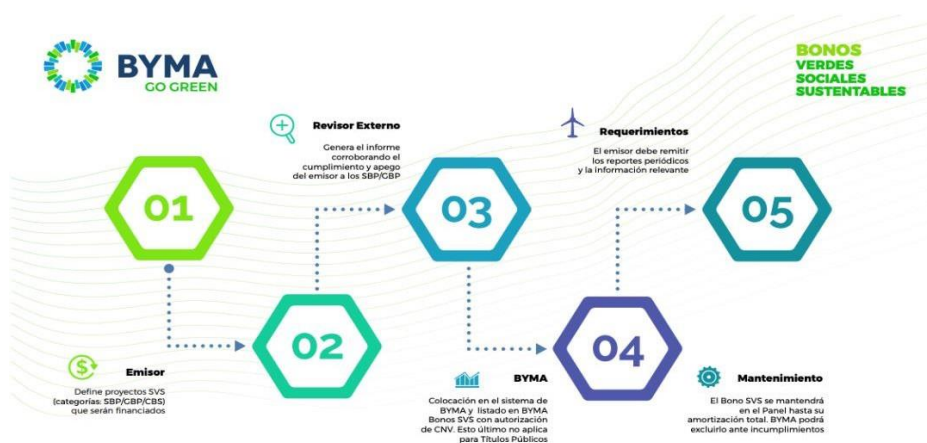 BYMA
GO GREEN
BONOS
VERDES
SOCIALES
SUSTENTABLES
01
Emisor
Define proyectos SVS
(categorías: SBP/GBP/CBS)
que serán financiados
02
Revisor Externo
Genera el informe
corroborando el
cumplimiento y apego
del emisor a los SBP/GBP
03
BYMA
Colocación en el sistema de
BYMA y listado en BYMA
Bonos SVS con autorización
de CNV. Esto último no aplica
para Títulos Públicos
04
Requerimientos
El emisor debe remitir
los reportes periódicos
y la información relevante
05
Mantenimiento
El Bono SVS se mantendrá
en el Panel hasta su
amortización total. BYMA podrá
excluirlo ante incumplimientos